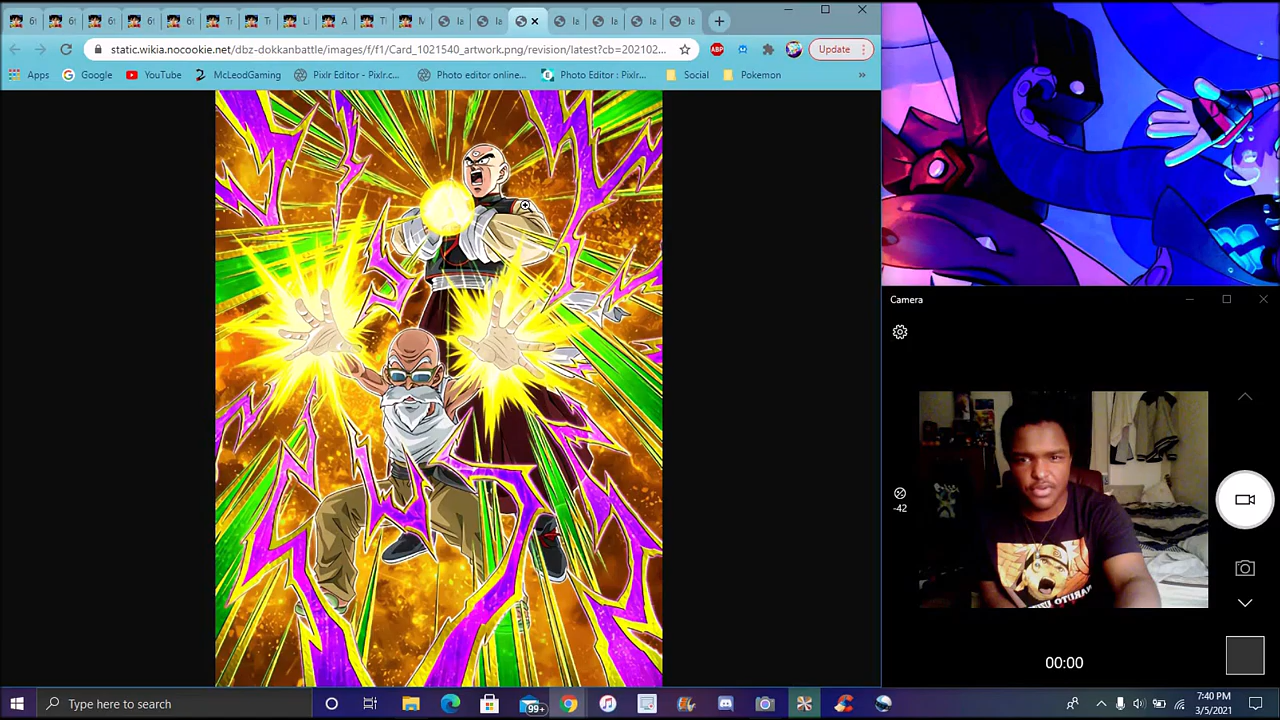 static.wikia.nocookie.net/dbz-dokkanbattle/images/f/f1/Card_1021540_artwork.png/revision/latest?cb=202102...
ABP
Update
Apps
Google
YouTube
McLeodGaming
Pixlr Editor - Pixlr.c...
Photo editor online...
Photo Editor : Pixlr...
Social
Pokemon
»
Camera
-42
NARUTO
00:00
Type here to search
99+
7:40 PM
3/5/2021